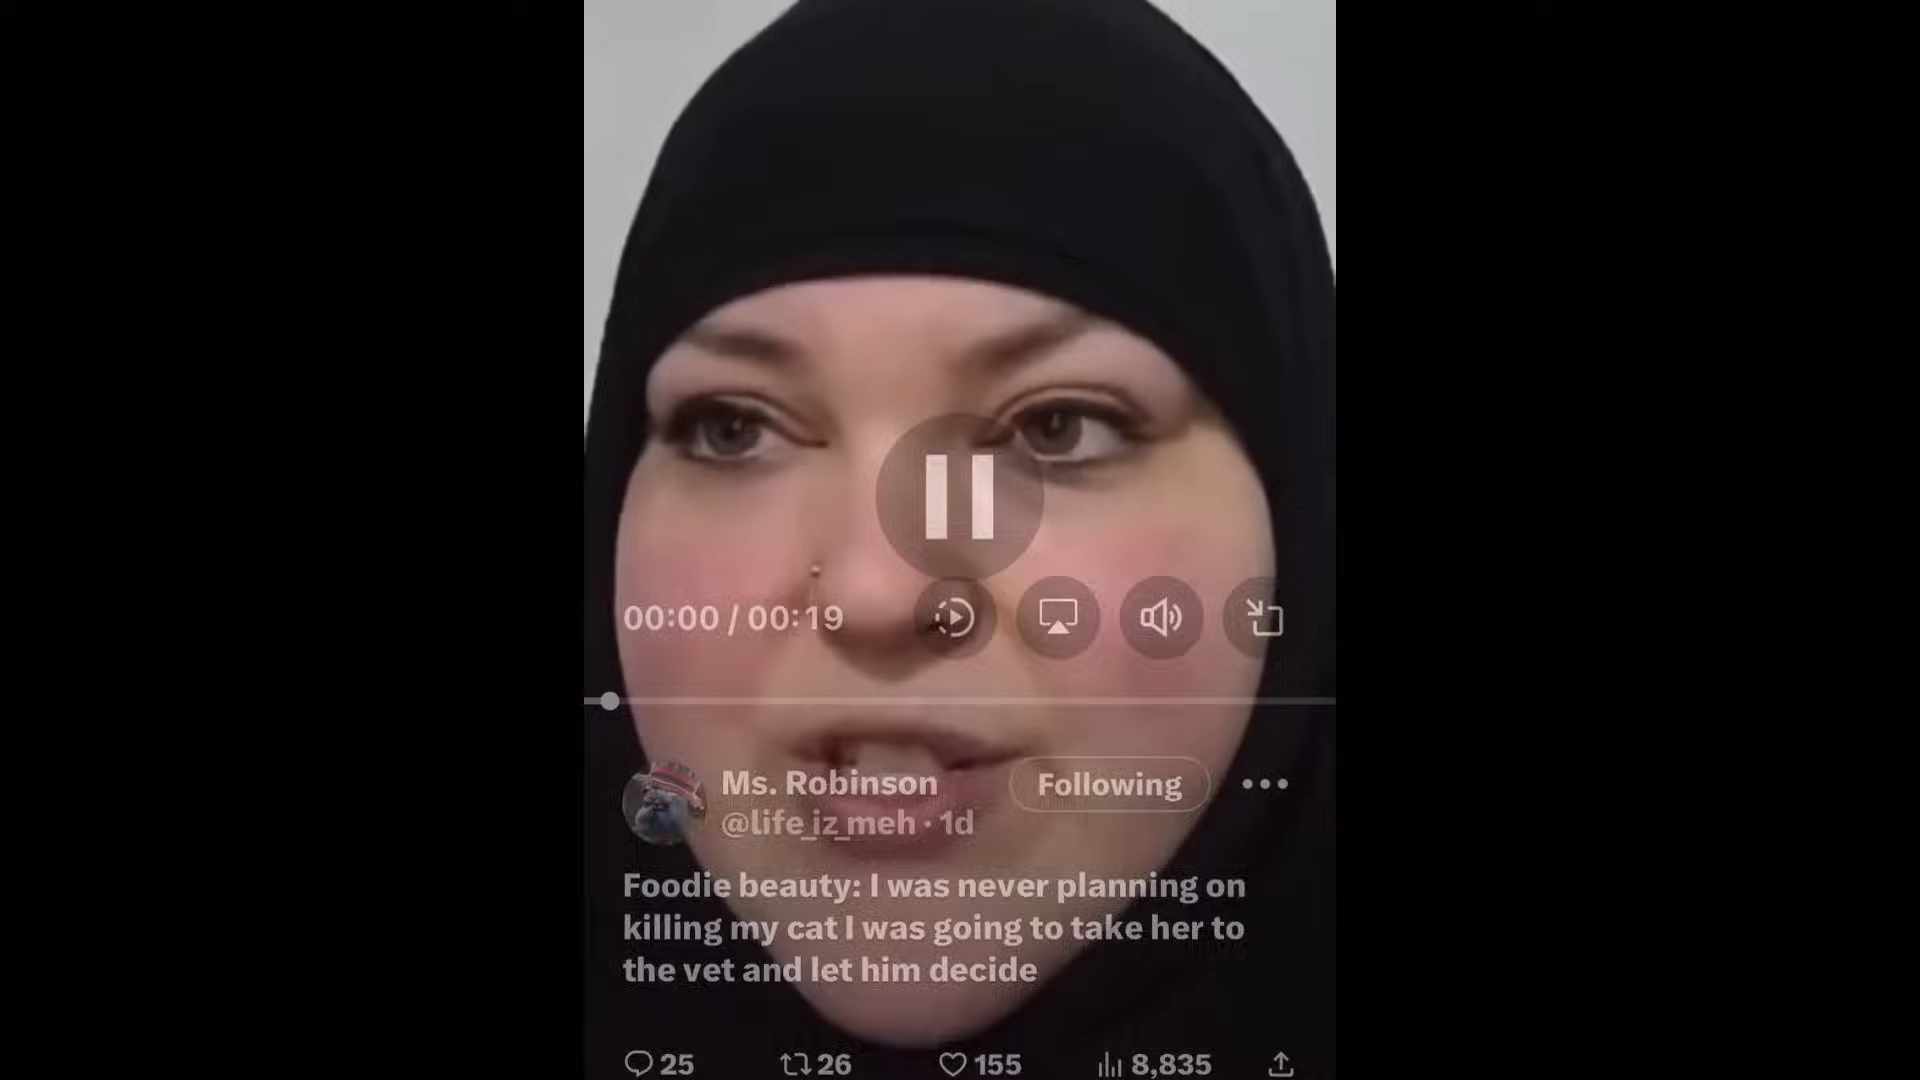 00:00 / 00:19
Ms. Robinson
Following
@life_iz_meh · 1d
Foodie beauty: I was never planning on
killing my cat I was going to take her to
the vet and let him decide
25 26 155 8,835